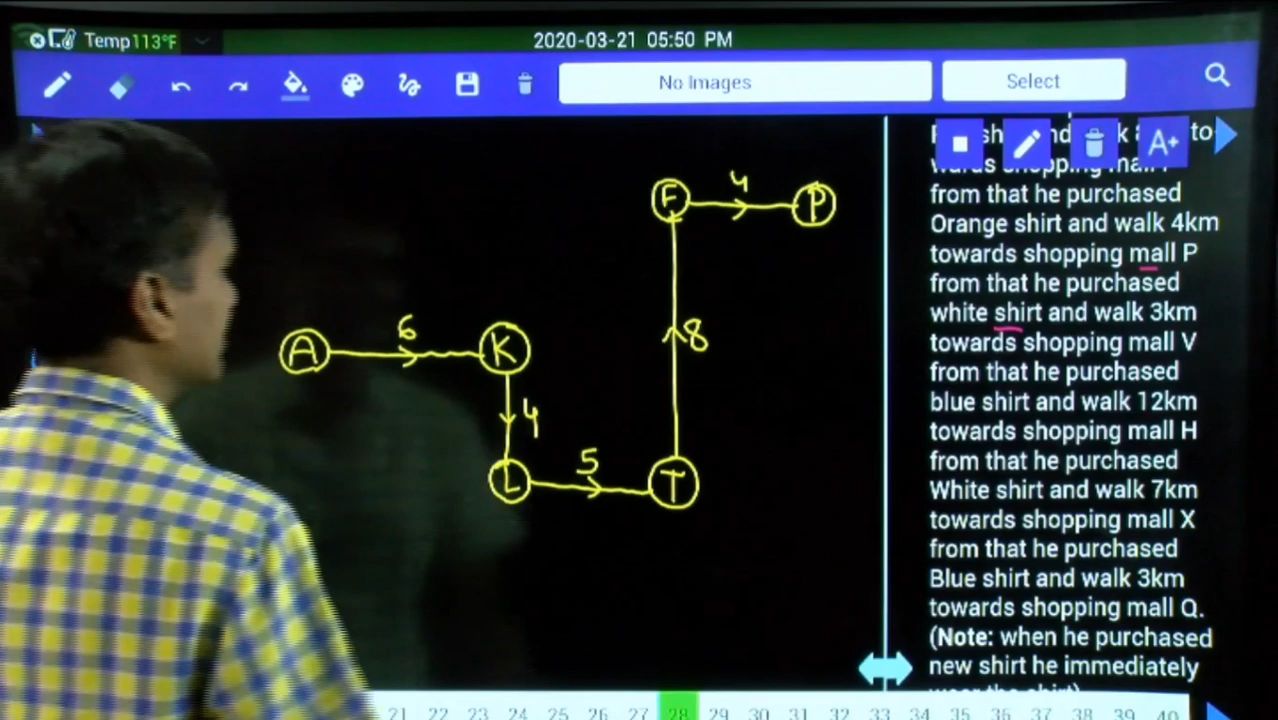 Temp113°F
2020-03-21 05:50 PM
No Images
Select
A+
to-
from that he purchased
Orange shirt and walk 4km
towards shopping mall P
from that he purchased
white shirt and walk 3km
towards shopping mall V
from that he purchased
blue shirt and walk 12km
towards shopping mall H
from that he purchased
White shirt and walk 7km
towards shopping mall X
from that he purchased
Blue shirt and walk 3km
towards shopping mall Q.
(Note: when he purchased
new shirt he immediately
F 4 P
8
A 6 K
4
L 5 T
21 22 23 24 25 26 27 28 29 30 31 32 33 34 35 36 37 38 39 40